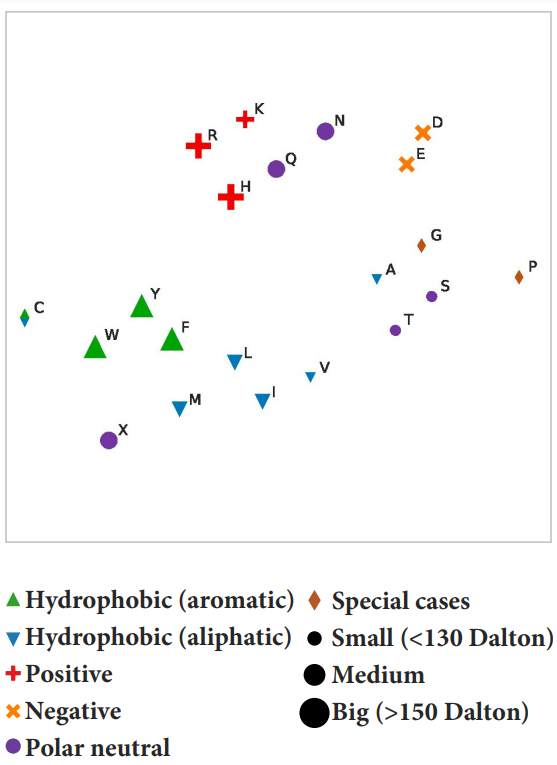 K
N
D
R
Q
E
H
G
A
P
S
Y
C
T
W
F
L
V
M
I
X
Hydrophobic (aromatic)
Special cases
Hydrophobic (aliphatic)
Small (<130 Dalton)
Positive
Medium
Negative
Big (>150 Dalton)
Polar neutral